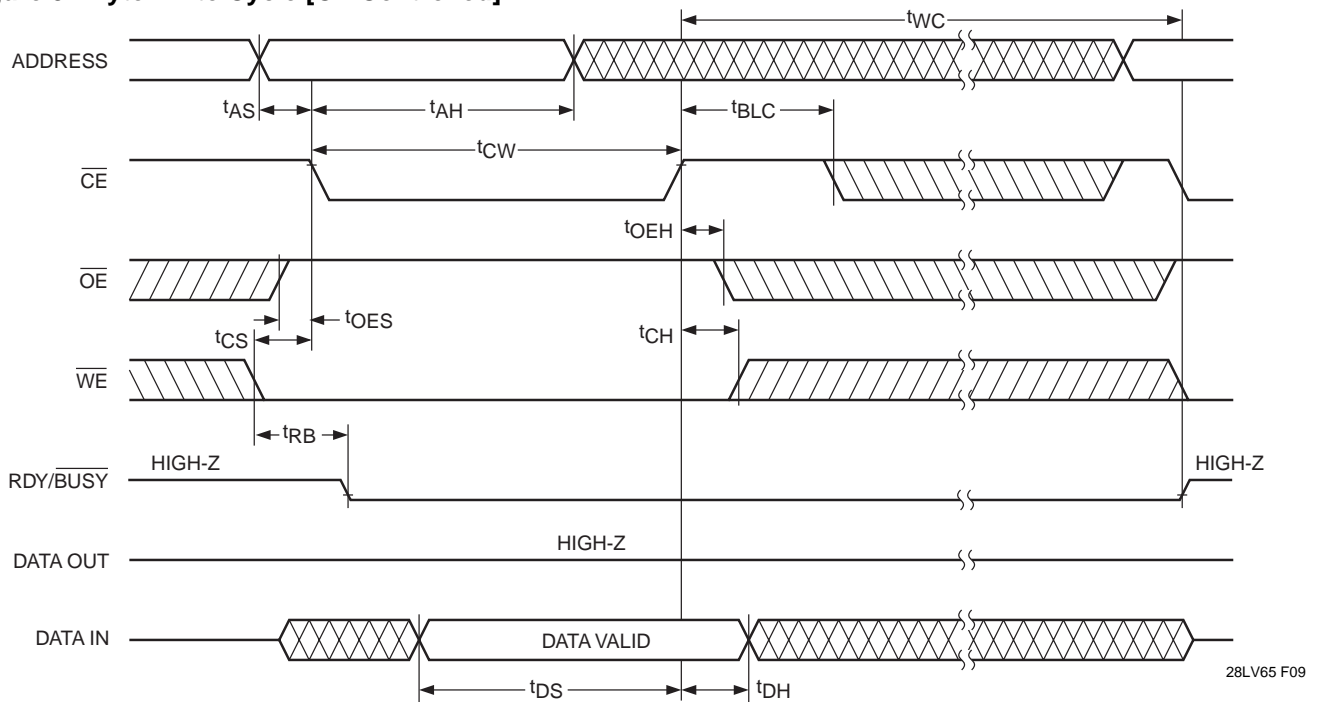 tWC
ADDRESS
tAS
tAH
tBLC
tCW
CE
tOEH
OE
tOES
tCS
tCH
WE
tRB
HIGH-Z
HIGH-Z
RDY/BUSY
HIGH-Z
DATA OUT
DATA IN
DATA VALID
28LV65 F09
tDS
tDH